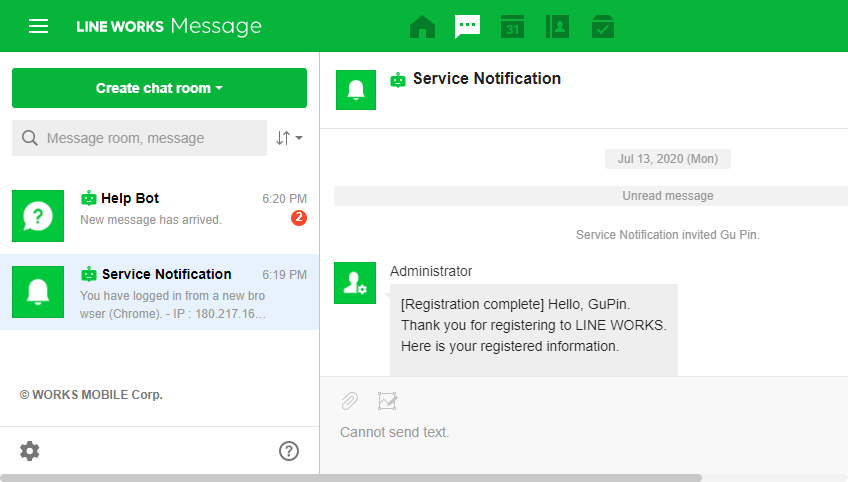 LINE WORKS Message
31
Create chat room
Message room, message
Help Bot
6:20 PM
New message has arrived.
2
Service Notification
6:19 PM
You have logged in from a new bro
wser (Chrome). - IP : 180.217.16...
© WORKS MOBILE Corp.
?
Service Notification
Jul 13, 2020 (Mon)
Unread message
Service Notification invited Gu Pin.
Administrator
[Registration complete] Hello, GuPin.
Thank you for registering to LINE WORKS.
Here is your registered information.
Cannot send text.